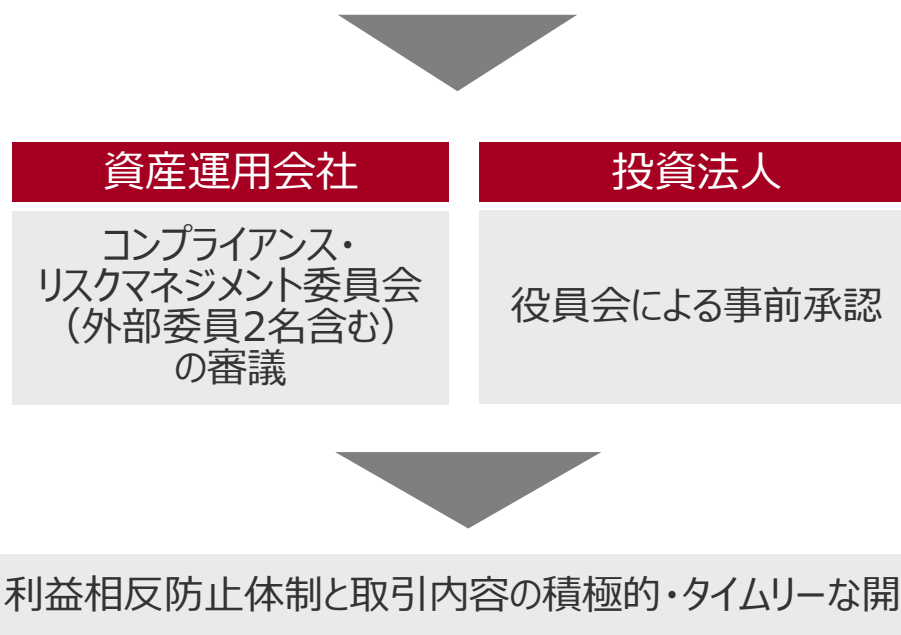 資産運用会社
コンプライアンス・
リスクマネジメント委員会
（外部委員2名含む）
の審議
投資法人
役員会による事前承認
利益相反防止体制と取引内容の積極的・タイムリーな開